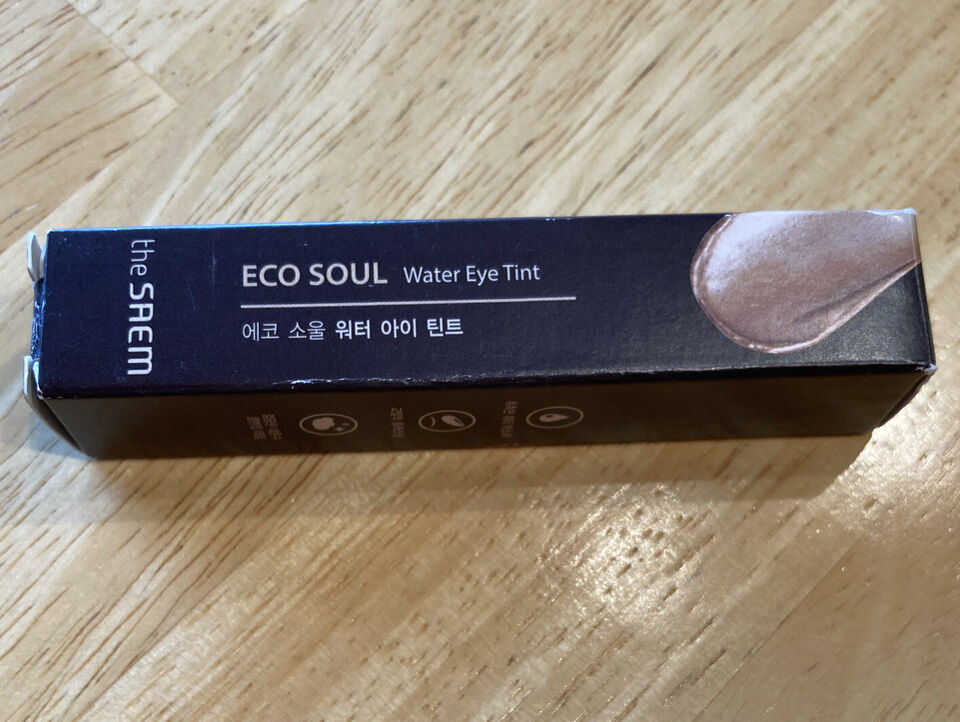 the SAEM
ECO SOUL Water Eye Tint
에코 소울 워터 아이 틴트